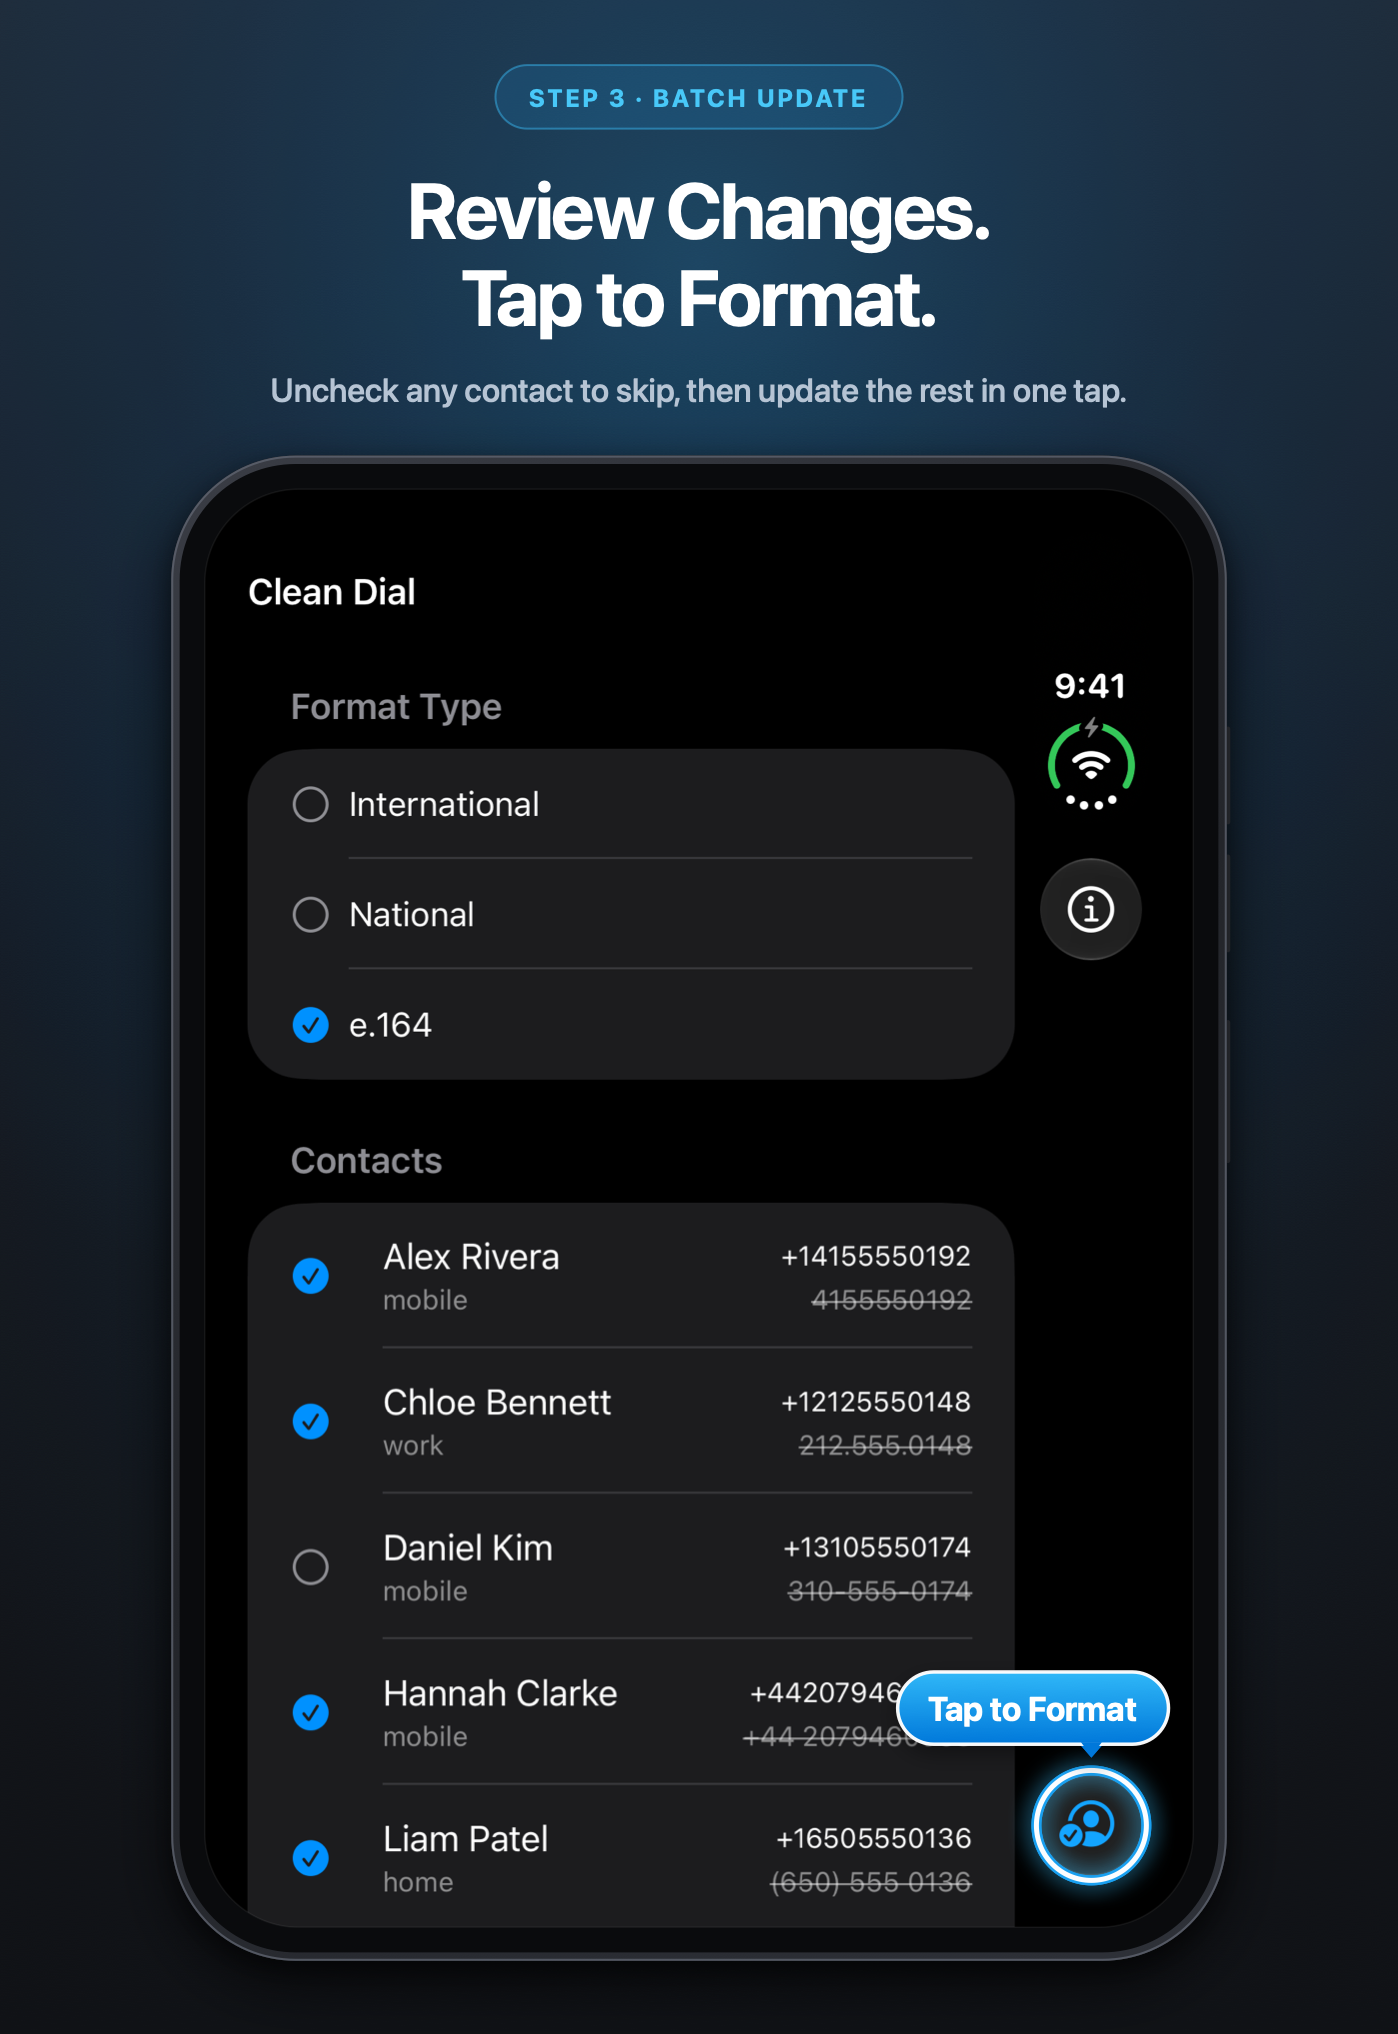 STEP 3 · BATCH UPDATE
Review Changes.
Tap to Format.
Uncheck any contact to skip, then update the rest in one tap.
Clean Dial
9:41
Format Type
International
National
e.164
Contacts
Alex Rivera
+14155550192
mobile
4155550192
Chloe Bennett
+12125550148
work
212.555.0148
Daniel Kim
+13105550174
mobile
310-555-0174
Hannah Clarke
+44207946
Tap to Format
mobile
+44 207946
Liam Patel
+16505550136
home
(650) 555 0136